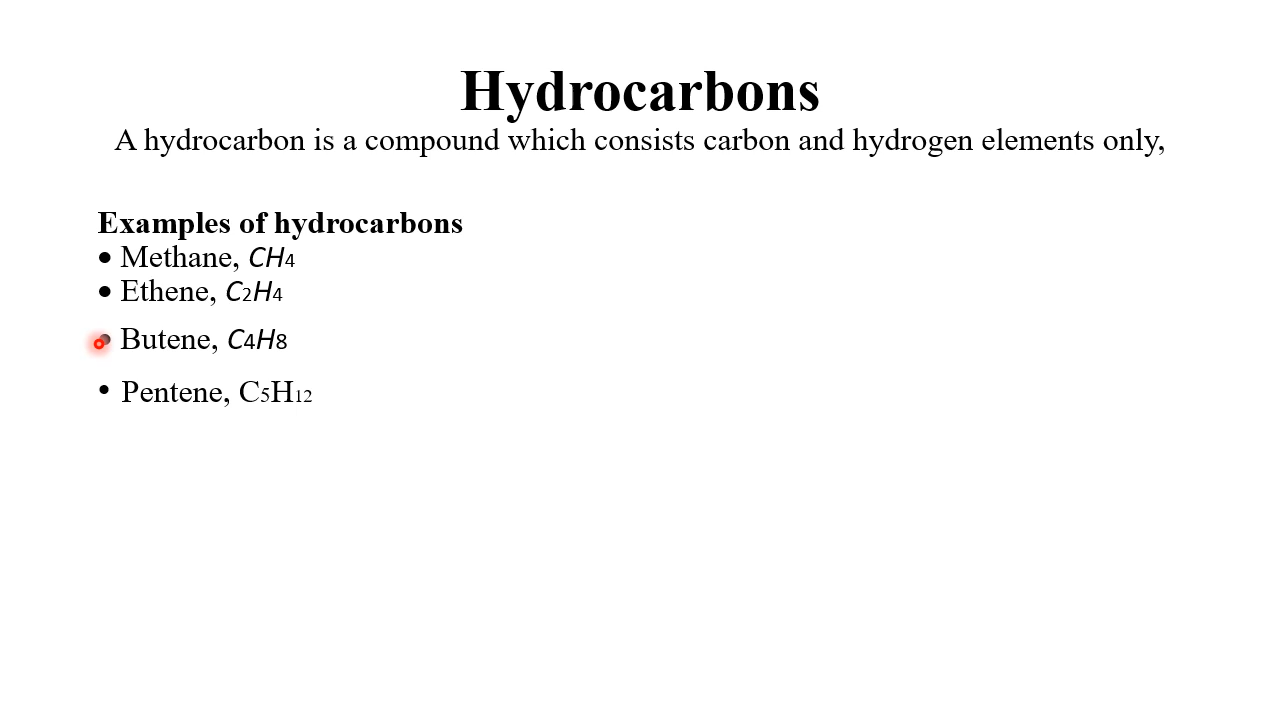 Hydrocarbons
A hydrocarbon is a compound which consists carbon and hydrogen elements only,
Examples of hydrocarbons
• Methane, CH4
• Ethene, C2H4
• Butene, C4H8
• Pentene, C5H12